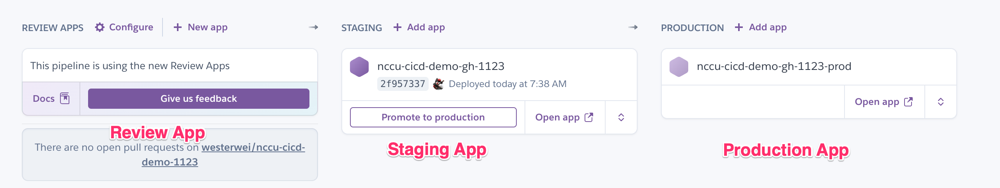 REVIEW APPS Configure + New app →
This pipeline is using the new Review Apps
Docs Give us feedback
Review App
There are no open pull requests on westerwei/nccu-cicd-
demo-1123
STAGING + Add app →
nccu-cicd-demo-gh-1123
2f957337 Deployed today at 7:38 AM
Promote to production Open app
Staging App
PRODUCTION + Add app
nccu-cicd-demo-gh-1123-prod
Open app
Production App